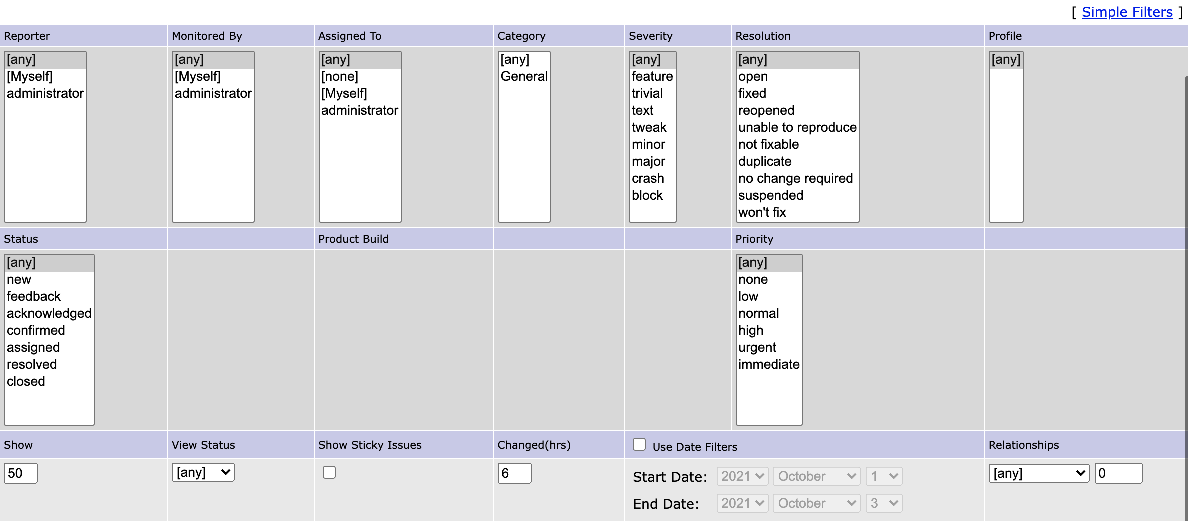 [ Simple Filters ]
Reporter Monitored By Assigned To Category Severity Resolution Profile
[any] [any] [any] [any] [any] [any] [any]
[Myself] [Myself] [none] General feature open
administrator administrator [Myself] trivial fixed
administrator text reopened
tweak unable to reproduce
minor not fixable
major duplicate
crash no change required
block suspended
won't fix
Status Product Build Priority
[any] [any]
new none
feedback low
acknowledged normal
confirmed high
assigned urgent
resolved immediate
closed
Show View Status Show Sticky Issues Changed(hrs) Use Date Filters Relationships
50 [any] 6 Start Date: 2021 October 1 [any] 0
End Date: 2021 October 3